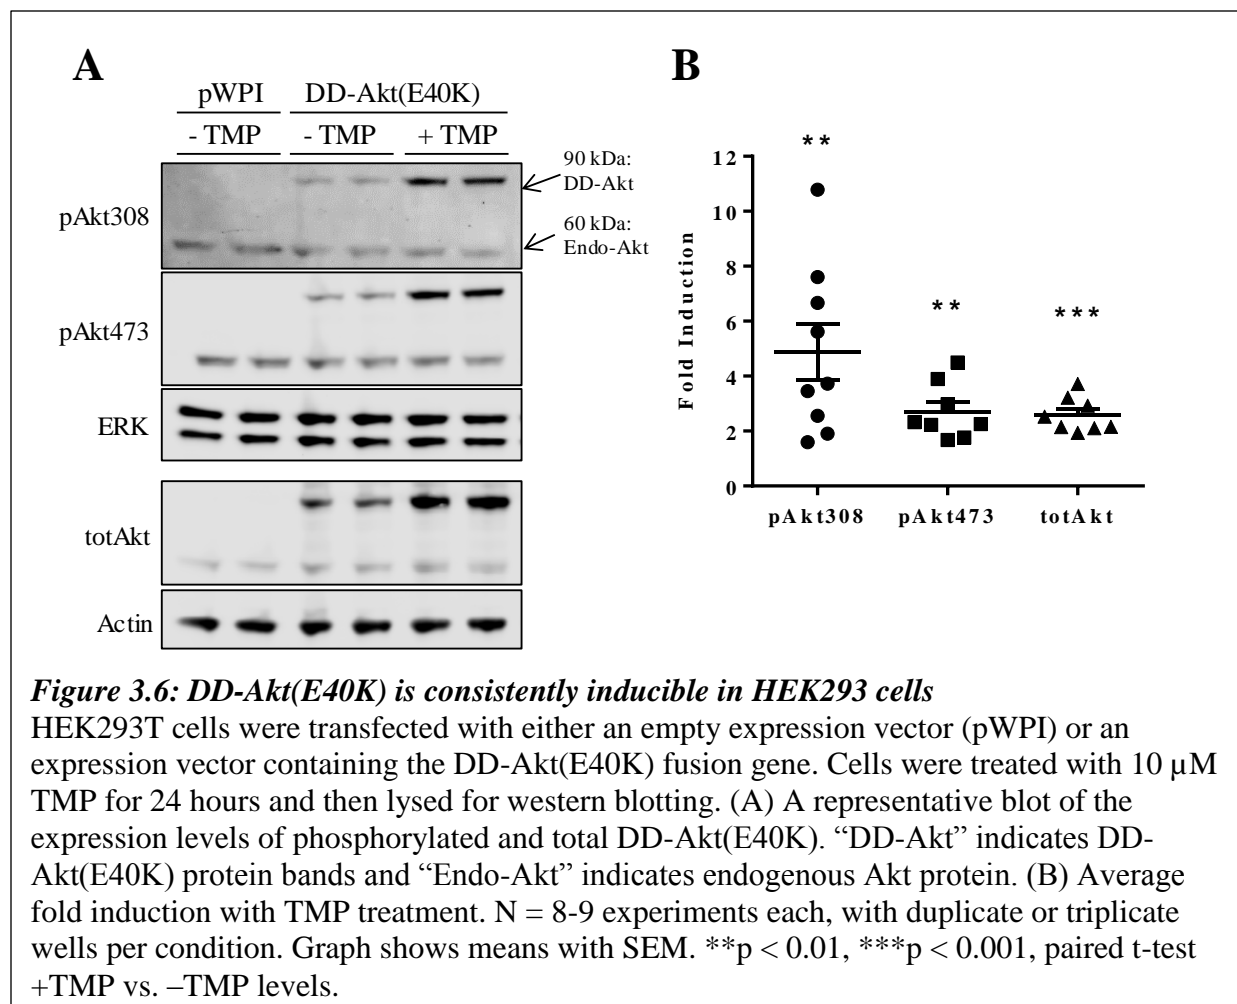 A
pWPI DD-Akt(E40K)
- TMP - TMP + TMP
90 kDa:
DD-Akt
pAkt308
60 kDa:
Endo-Akt
pAkt473
ERK
totAkt
Actin
B
** ** ***
Fold Induction
12
10
8
6
4
2
0
pAkt308 pAkt473 totAkt
Figure 3.6: DD-Akt(E40K) is consistently inducible in HEK293 cells
HEK293T cells were transfected with either an empty expression vector (pWPI) or an
expression vector containing the DD-Akt(E40K) fusion gene. Cells were treated with 10 µM
TMP for 24 hours and then lysed for western blotting. (A) A representative blot of the
expression levels of phosphorylated and total DD-Akt(E40K). “DD-Akt” indicates DD-
Akt(E40K) protein bands and “Endo-Akt” indicates endogenous Akt protein. (B) Average
fold induction with TMP treatment. N = 8-9 experiments each, with duplicate or triplicate
wells per condition. Graph shows means with SEM. **p < 0.01, ***p < 0.001, paired t-test
+TMP vs. –TMP levels.